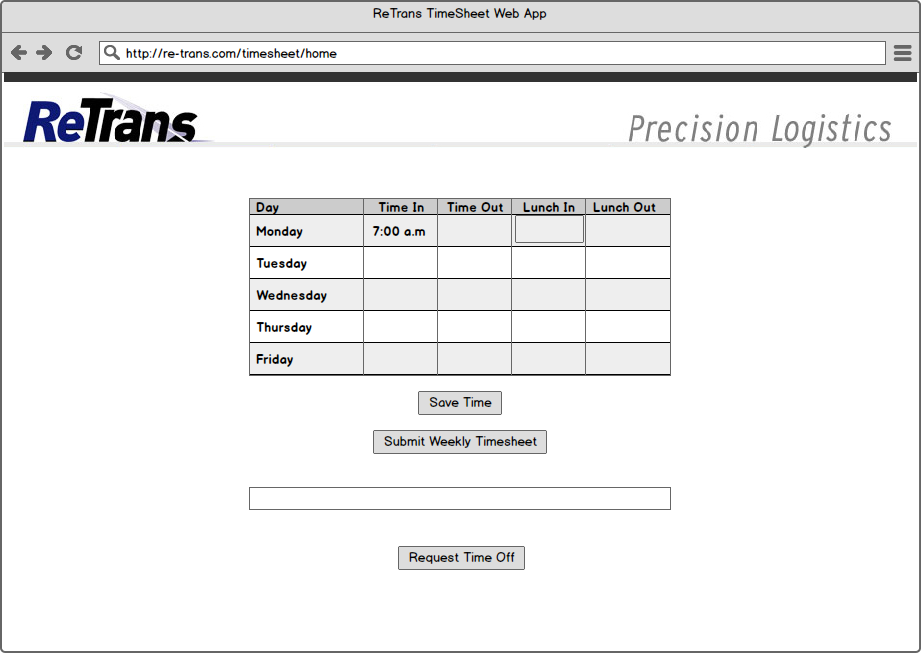 ReTrans TimeSheet Web App
http://re-trans.com/timesheet/home
ReTrans
Precision Logistics
Day Time In Time Out Lunch In Lunch Out
Monday 7:00 a.m
Tuesday
Wednesday
Thursday
Friday
Save Time
Submit Weekly Timesheet
Request Time Off